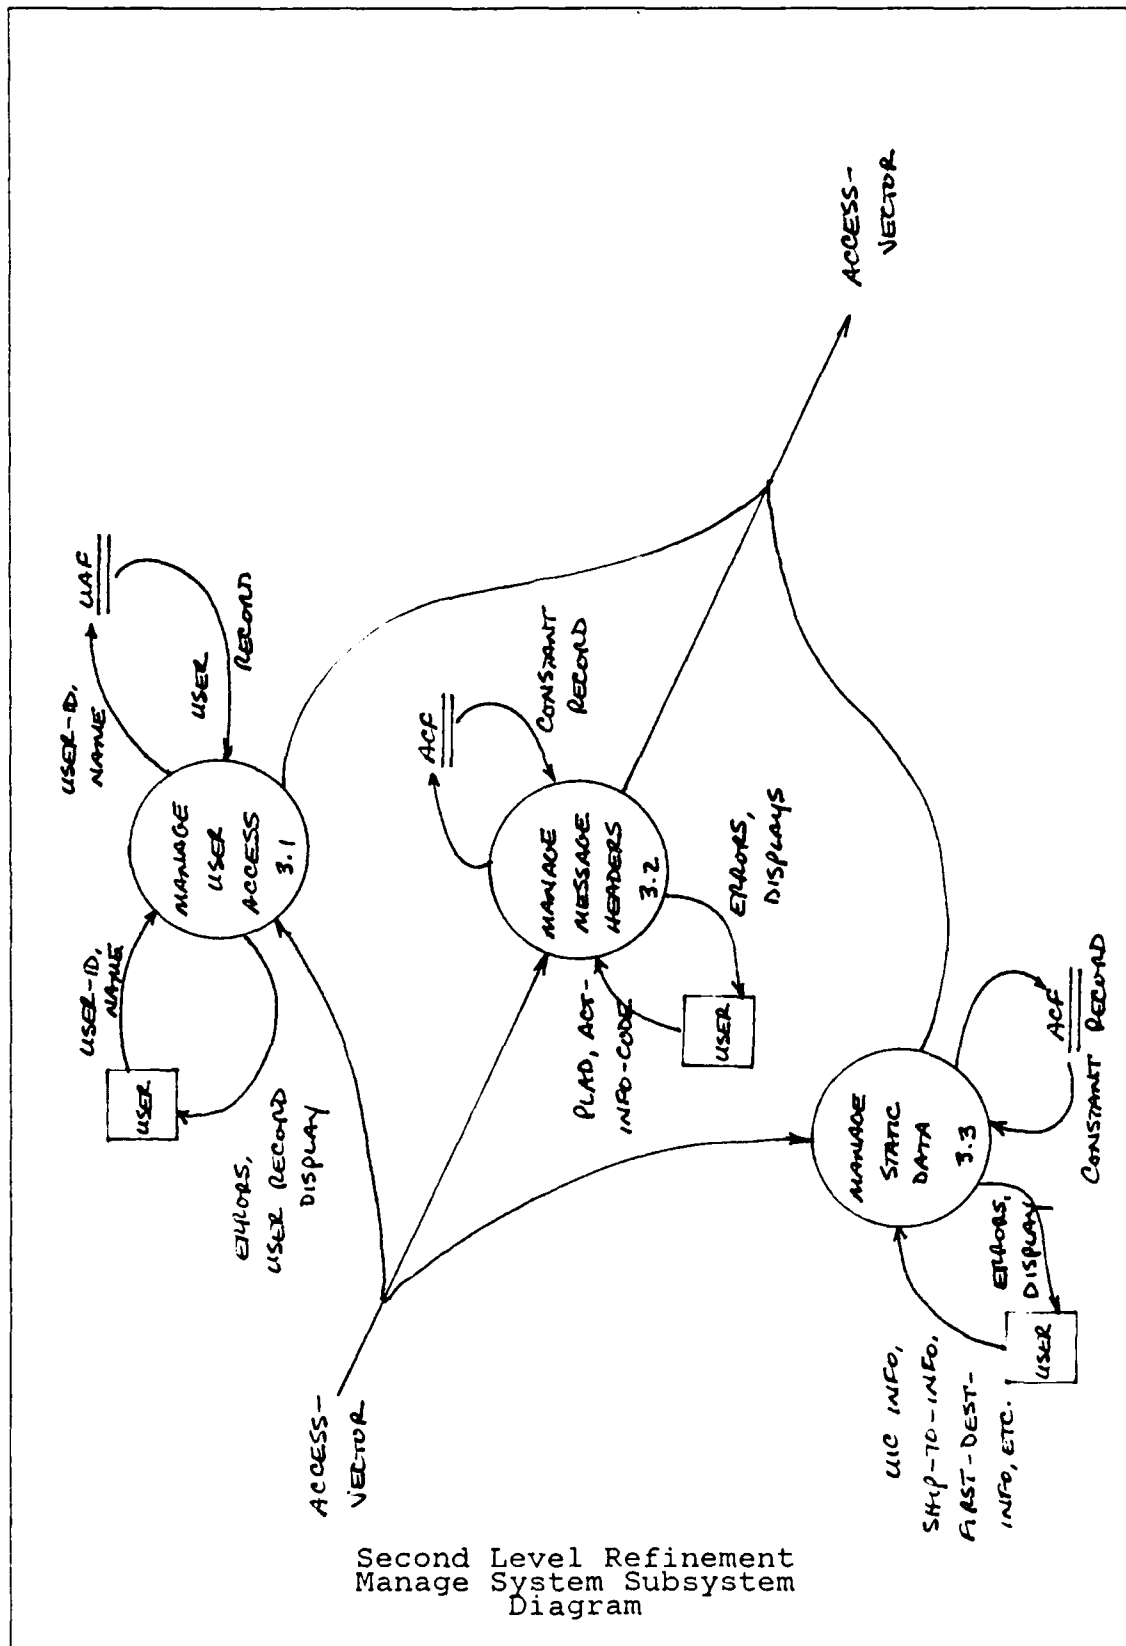 USER-ID,
NAME
UAF
USER
RECORD
MANAGE
USER
ACCESS
3.1
USER-ID,
NAME
USER
ERRORS,
USER RECORD
DISPLAY
ACF
CONSTANT
RECORD
MANAGE
MESSAGE
HEADERS
3.2
ERRORS,
DISPLAYS
PLAD, ACT-
INFO-CODE
USER
ACCESS-
VECTOR
ACCESS-
VECTOR
MANAGE
STATIC
DATA
3.3
ACF
CONSTANT RECORD
ERRORS,
DISPLAY
USER
UIC INFO,
SHIP-TO-INFO,
FIRST-DEST-
INFO, ETC.
Second Level Refinement
Manage System Subsystem
Diagram